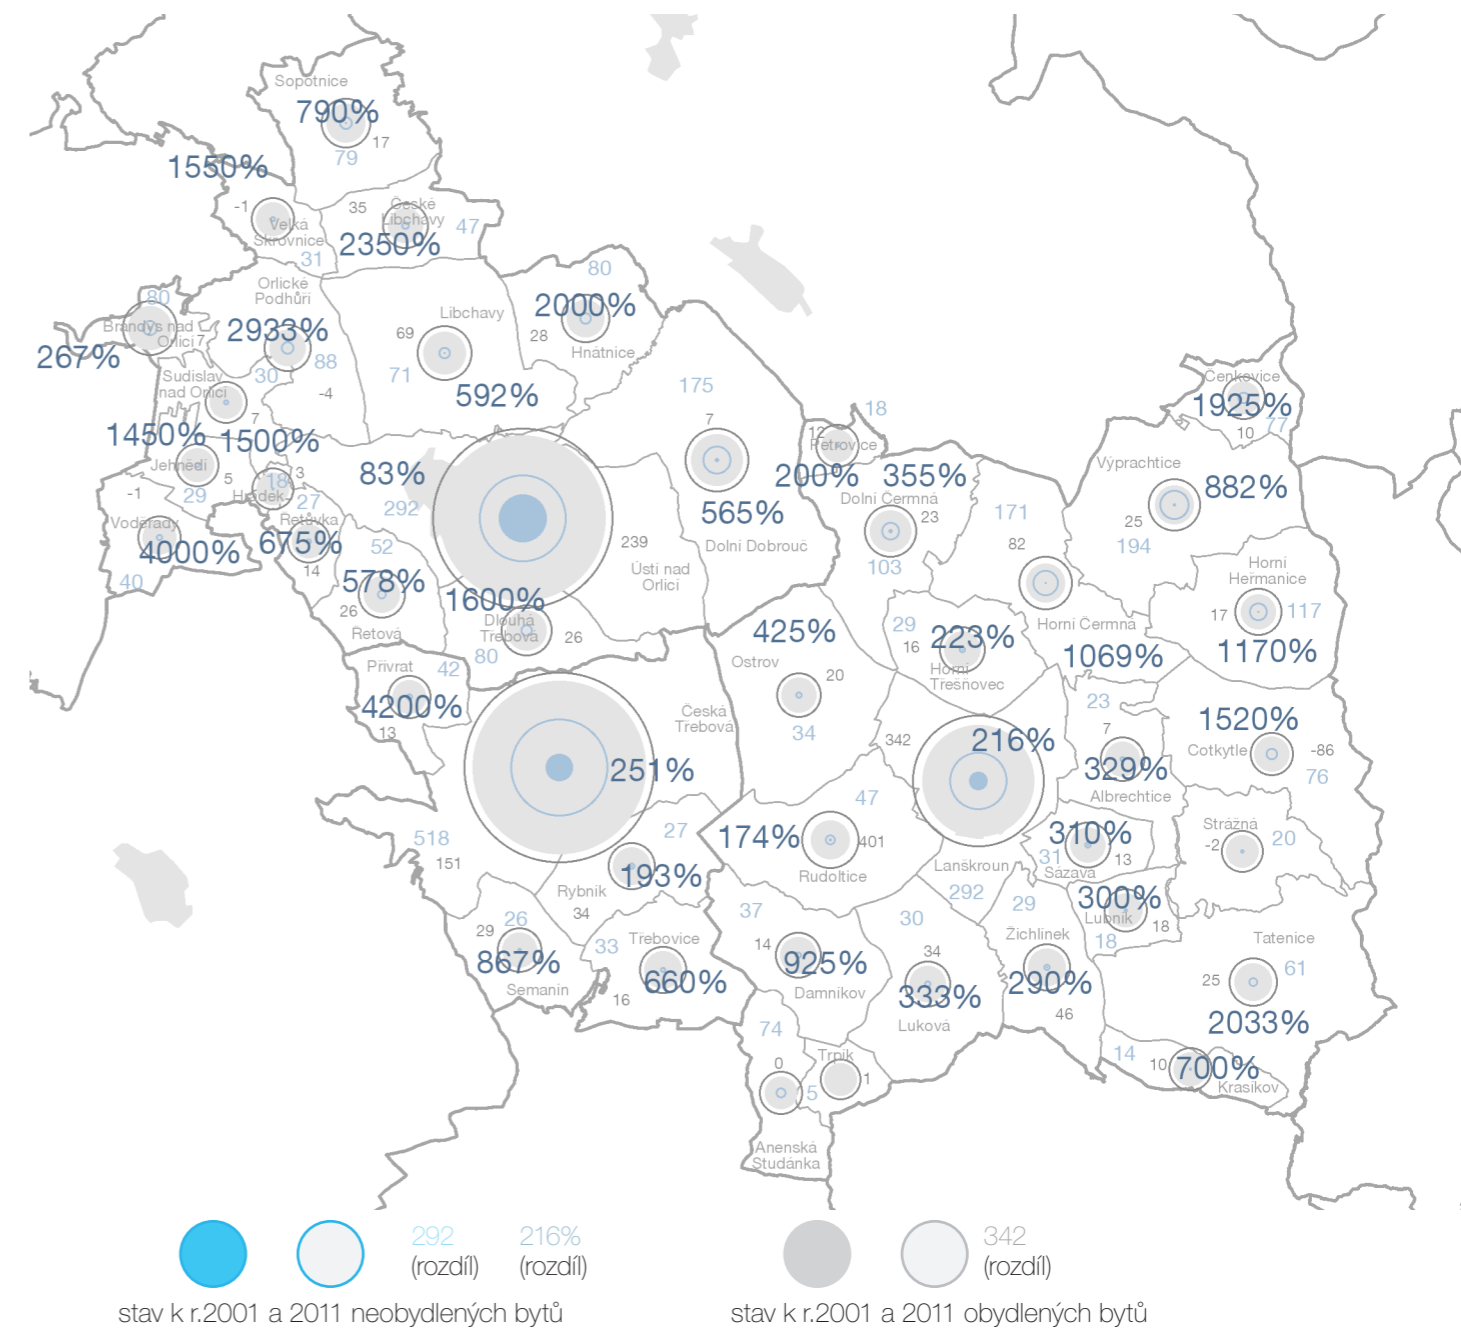 Sopotnice
790%
17
79
1550%
-1
Velká
Skrovnice
31
35
České
Libchavy
47
2350%
Orlické
Podhůří
2933%
88
-4
80
Brandýs nad
Orlicí 7
267%
Libchavy
69
71
592%
80
2000%
28
Hnátnice
30
Sudislav
nad Orlicí
7
1450%
1500%
Jehnědí
5
29
3
18
Hrádek
27
Řetůvka
675%
14
-1
Voděrady
4000%
40
83%
292
52
578%
26
Řetová
239
Ústí nad
Orlicí
1600%
Dlouhá
Třebová
26
80
175
7
565%
Dolní Dobrouč
18
12
Petrovice
200%
355%
Dolní Čermná
23
103
171
82
Horní Čermná
1069%
Čenkovice
1925%
77
10
Výprachtice
882%
25
194
Horní
Heřmanice
17
117
1170%
Přívrat
42
4200%
13
Česká
Třebová
251%
518
151
425%
Ostrov
20
34
29
223%
16
Horní
Třešňovec
342
216%
Lanškroun
292
23
7
329%
Albrechtice
1520%
Cotkytle
-86
76
47
174%
401
Rudoltice
310%
31
13
Sázava
Strážná
-2
20
27
193%
Rybník
34
300%
Lubník
18
18
26
29
867%
Semanín
33
Třebovice
660%
16
37
14
925%
Damníkov
30
34
333%
Luková
29
Žichlínek
290%
46
Tatenice
61
25
2033%
14
10
700%
Krasíkov
74
0
5
Trpík
1
Anenská
Studánka
292
(rozdíl)
216%
(rozdíl)
342
(rozdíl)
stav k r.2001 a 2011 neobydlených bytů
stav k r.2001 a 2011 obydlených bytů